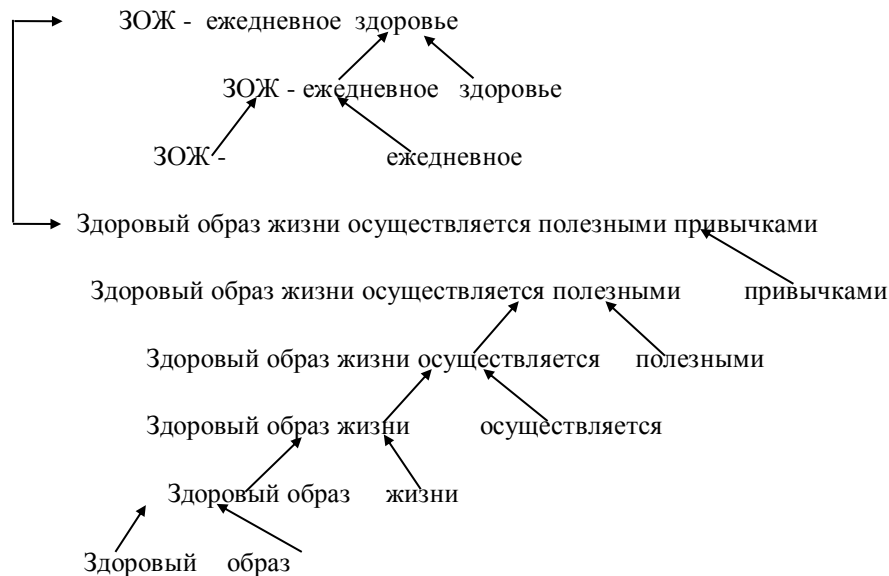 ЗОЖ - ежедневное здоровье
ЗОЖ - ежедневное здоровье
ЗОЖ - ежедневное
Здоровый образ жизни осуществляется полезными привычками
Здоровый образ жизни осуществляется полезными привычками
Здоровый образ жизни осуществляется полезными
Здоровый образ жизни осуществляется
Здоровый образ жизни
Здоровый образ